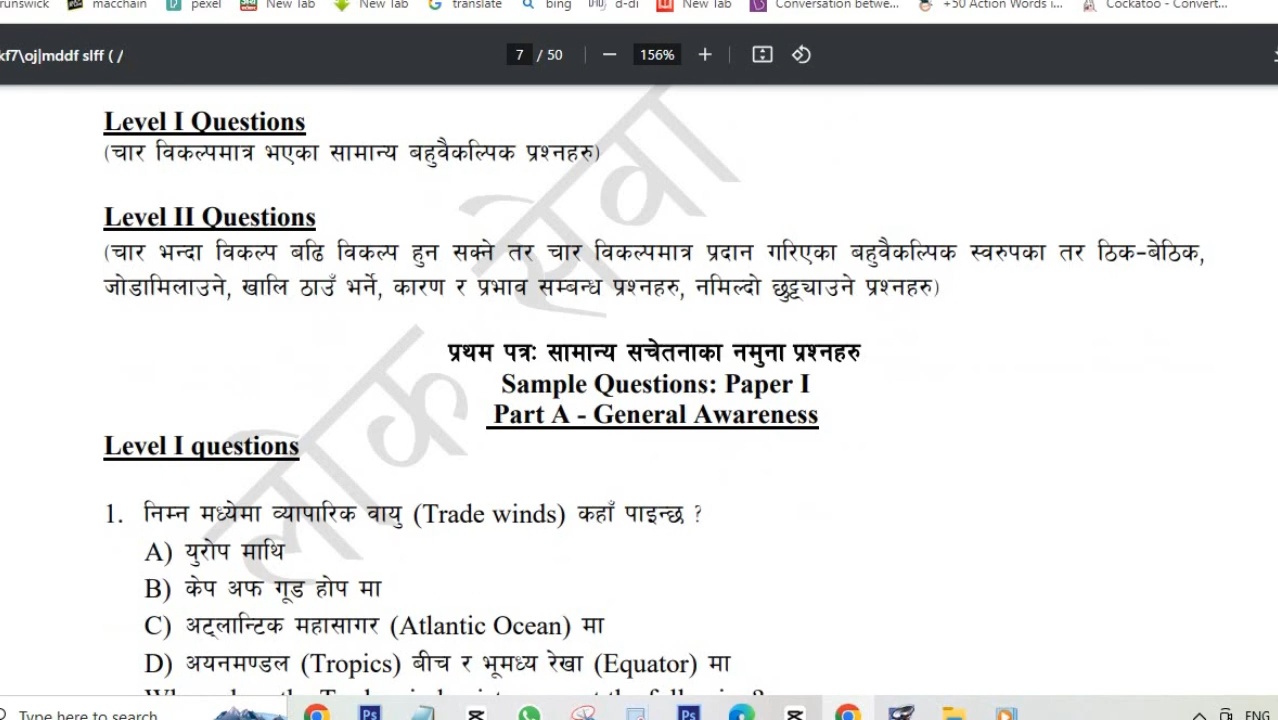 macchain pexel New Tab New Tab translate bing d-di New Tab Conversation betwe... +50 Action Words i... Cockatoo - Convert...
kf7\oj|mddf slff ( / 7 / 50 156%
Level I Questions
(चार विकल्पमात्र भएका सामान्य बहुवैकल्पिक प्रश्नहरु)
Level II Questions
(चार भन्दा विकल्प बढि विकल्प हुन सक्ने तर चार विकल्पमात्र प्रदान गरिएका बहुवैकल्पिक स्वरुपका तर ठिक-बेठिक,
जोडामिलाउने, खालि ठाउँ भर्ने, कारण र प्रभाव सम्बन्ध प्रश्नहरु, नमिल्दो छुट्ट्याउने प्रश्नहरु)
प्रथम पत्रः सामान्य सचेतनाका नमुना प्रश्नहरु
Sample Questions: Paper I
Part A - General Awareness
Level I questions
1. निम्न मध्येमा व्यापारिक वायु (Trade winds) कहाँ पाइन्छ ?
A) युरोप माथि
B) केप अफ गूड होप मा
C) अट्लान्टिक महासागर (Atlantic Ocean) मा
D) अयनमण्डल (Tropics) बीच र भूमध्य रेखा (Equator) मा
लोक सेवा
Type here to search ENG